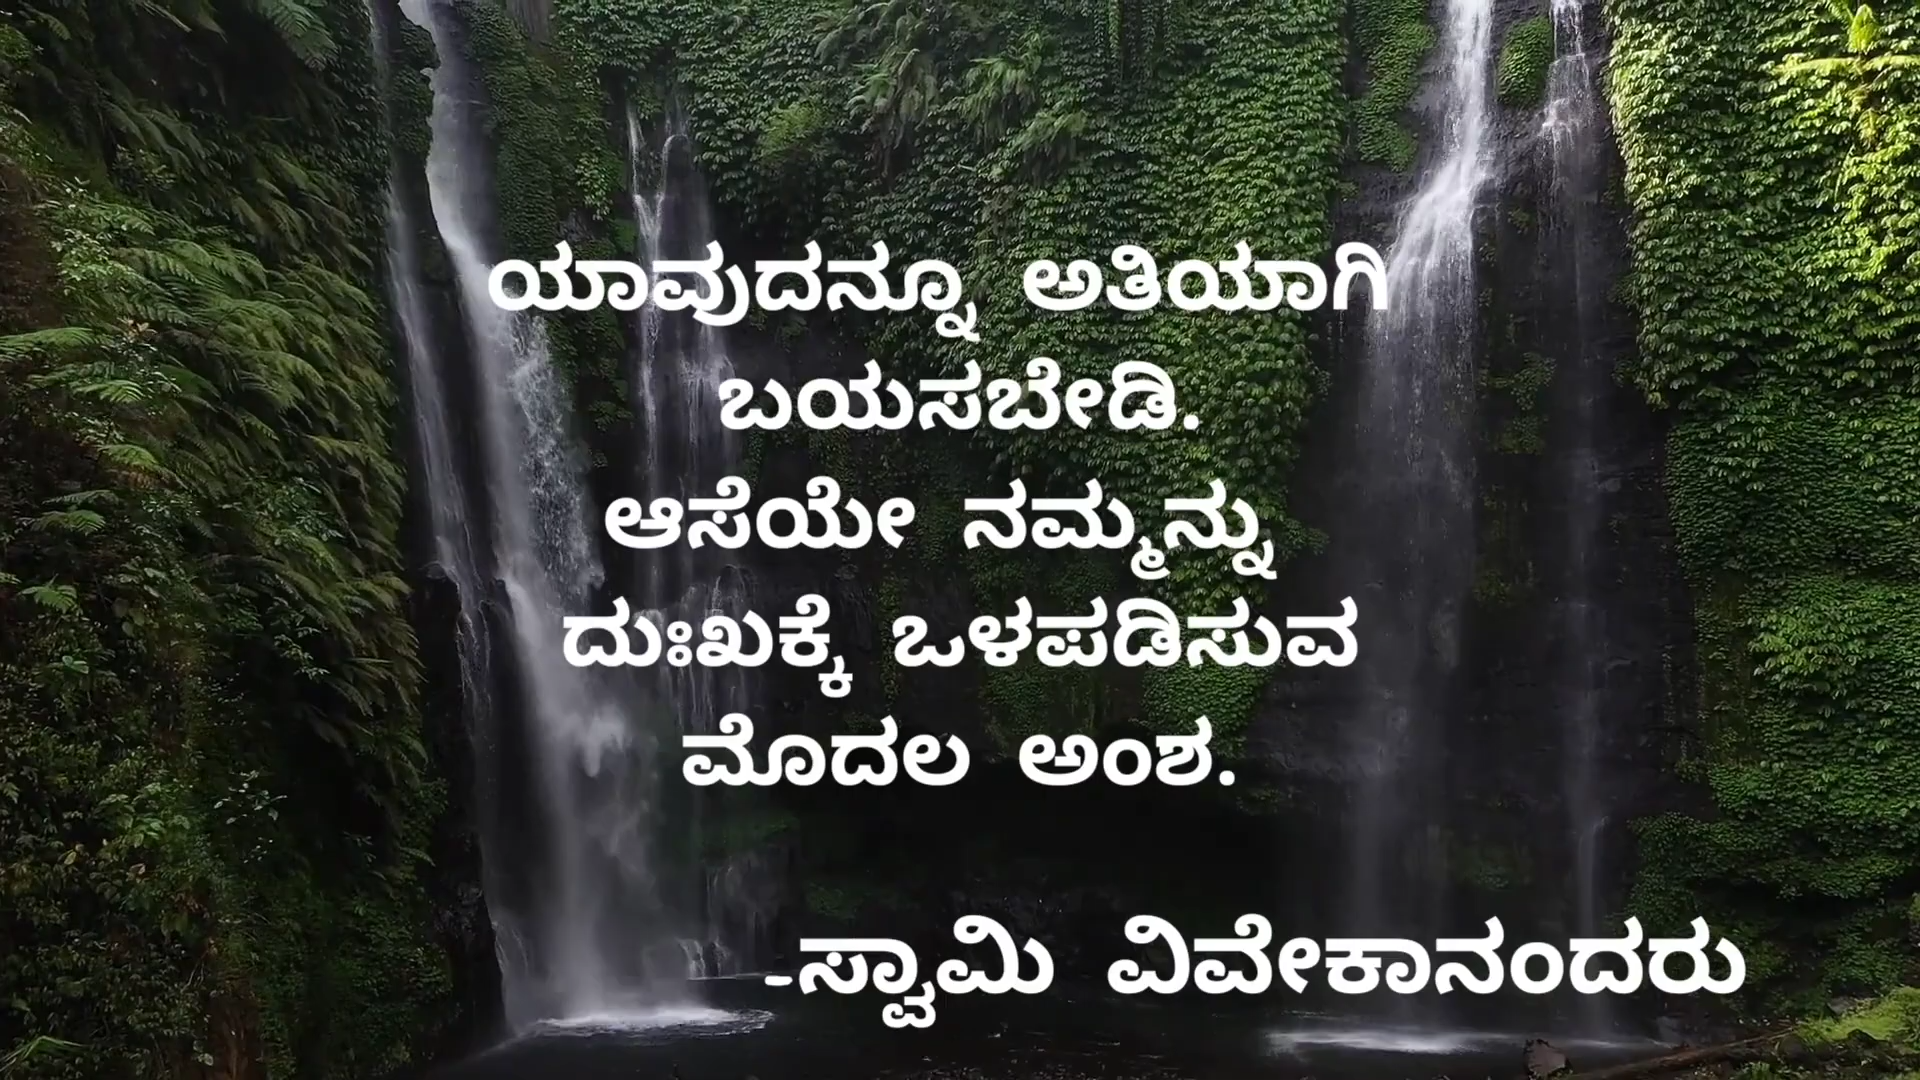 ಯಾವುದನ್ನೂ ಅತಿಯಾಗಿ
ಬಯಸಬೇಡಿ.
ಆಸೆಯೇ ನಮ್ಮನ್ನು
ದುಃಖಕ್ಕೆ ಒಳಪಡಿಸುವ
ಮೊದಲ ಅಂಶ.
-ಸ್ವಾಮಿ ವಿವೇಕಾನಂದರು